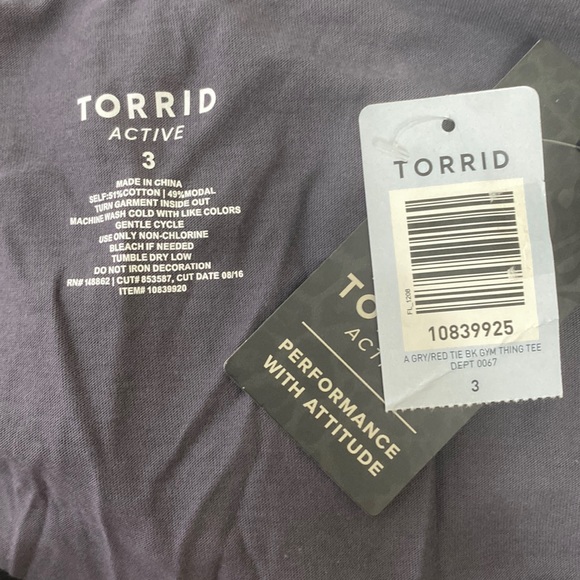 TORRID
ACTIVE
3
MADE IN CHINA
SELF:51%COTTON | 49%MODAL
TURN GARMENT INSIDE OUT
MACHINE WASH COLD WITH LIKE COLORS
GENTLE CYCLE
USE ONLY NON-CHLORINE
BLEACH IF NEEDED
TUMBLE DRY LOW
DO NOT IRON DECORATION
RN# 148862 | CUT# 853587, CUT DATE 08/16
ITEM# 10839920
TORRID
FL_1208
10839925
A GRY/RED TIE BK GYM THING TEE
DEPT 0067
3
TO
ACTI
PERFORMANCE
WITH ATTITUDE